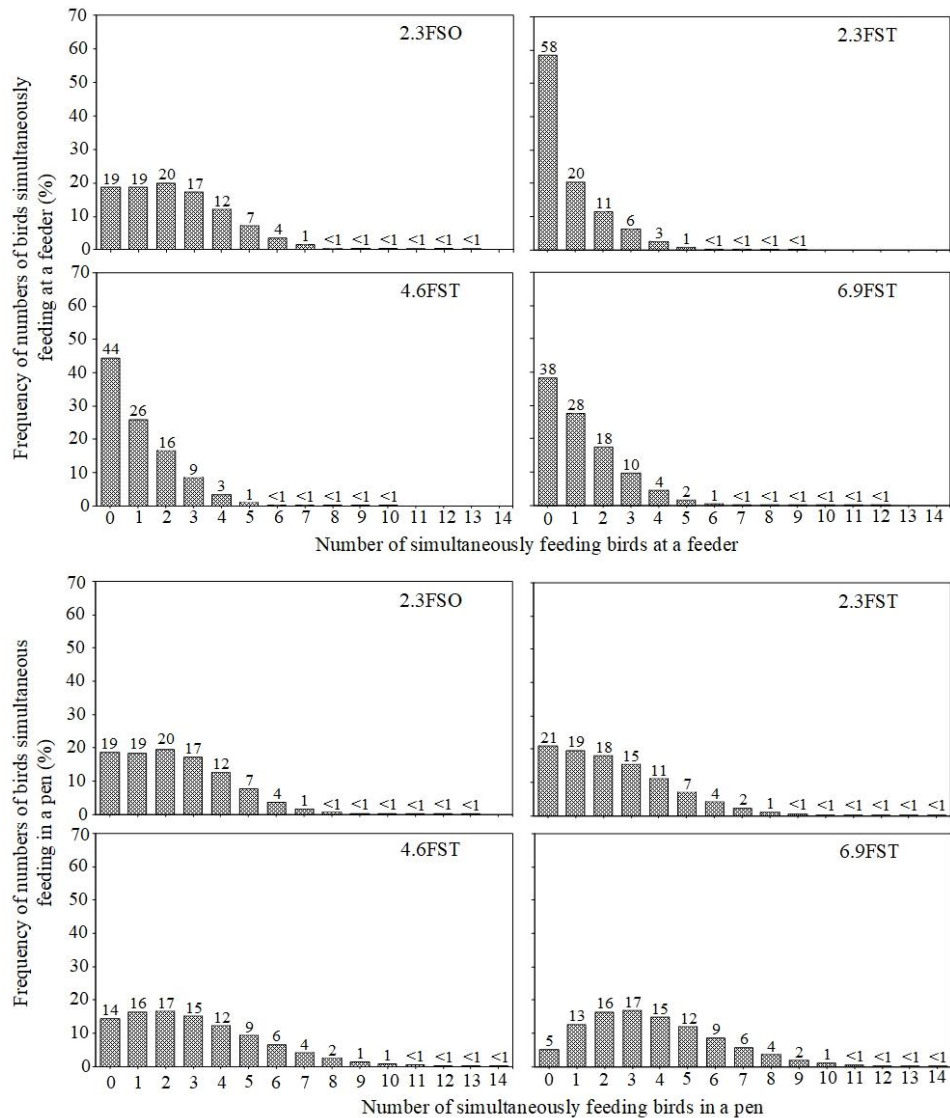 Frequency of numbers of birds simultaneously
feeding at a feeder (%)
70
60
50
40
30
20
10
0
2.3FSO
19 19 20 17 12 7 4 1 <1 <1 <1 <1 <1 <1
2.3FST
58 20 11 6 3 1 <1 <1 <1 <1
70
60
50
40
30
20
10
0
4.6FST
44 26 16 9 3 1 <1 <1 <1 <1 <1
0 1 2 3 4 5 6 7 8 9 10 11 12 13 14
6.9FST
38 28 18 10 4 2 1 <1 <1 <1 <1 <1 <1
0 1 2 3 4 5 6 7 8 9 10 11 12 13 14
Number of simultaneously feeding birds at a feeder
Frequency of numbers of birds simultaneous
feeding in a pen (%)
70
60
50
40
30
20
10
0
2.3FSO
19 19 20 17 12 7 4 1 <1 <1 <1 <1 <1 <1
2.3FST
21 19 18 15 11 7 4 2 1 <1 <1 <1 <1 <1 <1
70
60
50
40
30
20
10
0
4.6FST
14 16 17 15 12 9 6 4 2 1 1 <1 <1 <1 <1
0 1 2 3 4 5 6 7 8 9 10 11 12 13 14
6.9FST
5 13 16 17 15 12 9 6 4 2 1 <1 <1 <1 <1
0 1 2 3 4 5 6 7 8 9 10 11 12 13 14
Number of simultaneously feeding birds in a pen